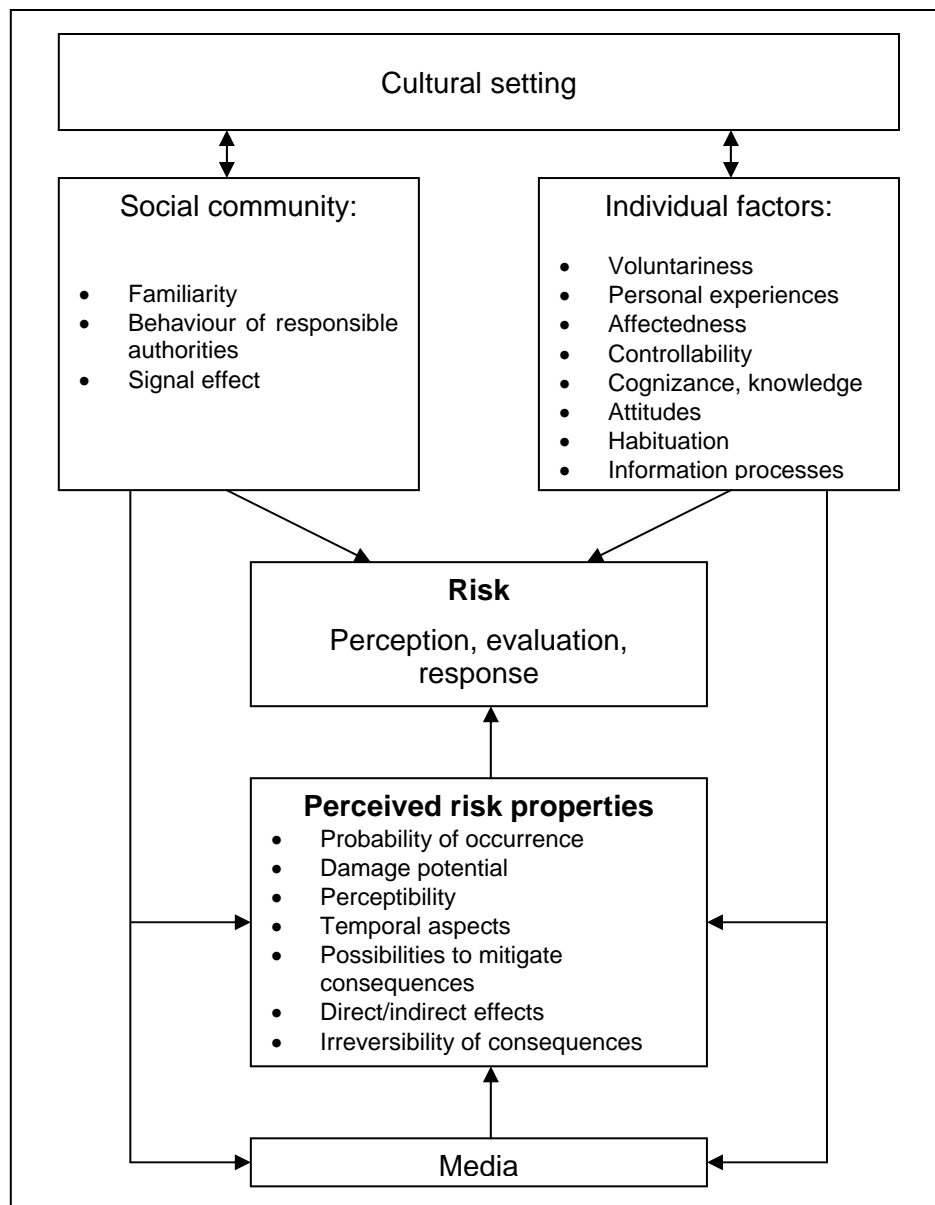 Cultural setting
Social community:
• Familiarity
• Behaviour of responsible
authorities
• Signal effect
Individual factors:
• Voluntariness
• Personal experiences
• Affectedness
• Controllability
• Cognizance, knowledge
• Attitudes
• Habituation
• Information processes
Risk
Perception, evaluation,
response
Perceived risk properties
• Probability of occurrence
• Damage potential
• Perceptibility
• Temporal aspects
• Possibilities to mitigate
consequences
• Direct/indirect effects
• Irreversibility of consequences
Media